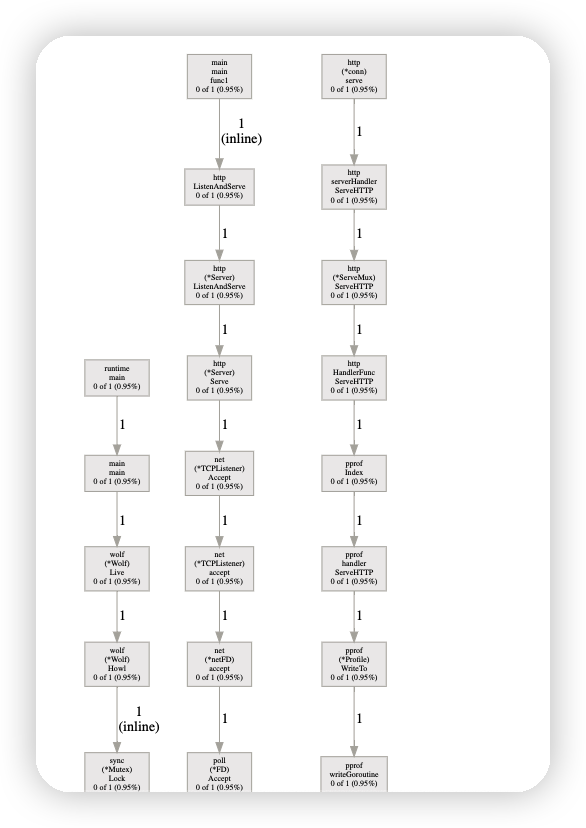 main
main
func1
0 of 1 (0.95%)
1
(inline)
http
ListenAndServe
0 of 1 (0.95%)
1
http
(*Server)
ListenAndServe
0 of 1 (0.95%)
1
http
(*Server)
Serve
0 of 1 (0.95%)
1
net
(*TCPListener)
Accept
0 of 1 (0.95%)
1
net
(*TCPListener)
accept
0 of 1 (0.95%)
1
net
(*netFD)
accept
0 of 1 (0.95%)
1
poll
(*FD)
Accept
0 of 1 (0.95%)
http
(*conn)
serve
0 of 1 (0.95%)
1
http
serverHandler
ServeHTTP
0 of 1 (0.95%)
1
http
(*ServeMux)
ServeHTTP
0 of 1 (0.95%)
1
http
HandlerFunc
ServeHTTP
0 of 1 (0.95%)
1
pprof
Index
0 of 1 (0.95%)
1
pprof
handler
ServeHTTP
0 of 1 (0.95%)
1
pprof
(*Profile)
WriteTo
0 of 1 (0.95%)
1
pprof
writeGoroutine
0 of 1 (0.95%)
runtime
main
0 of 1 (0.95%)
1
main
main
0 of 1 (0.95%)
1
wolf
(*Wolf)
Live
0 of 1 (0.95%)
1
wolf
(*Wolf)
Howl
0 of 1 (0.95%)
1
(inline)
sync
(*Mutex)
Lock
0 of 1 (0.95%)